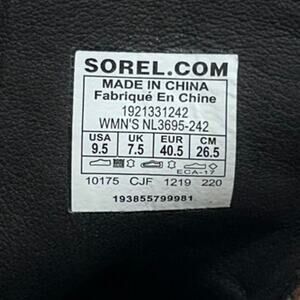 SOREL.COM
MADE IN CHINA
Fabriqué En Chine
1921331242
WMN'S NL3695-242
USA UK EUR CM
9.5 7.5 40.5 26.5
ECA-17
10175 CJF 1219 220
193855799981